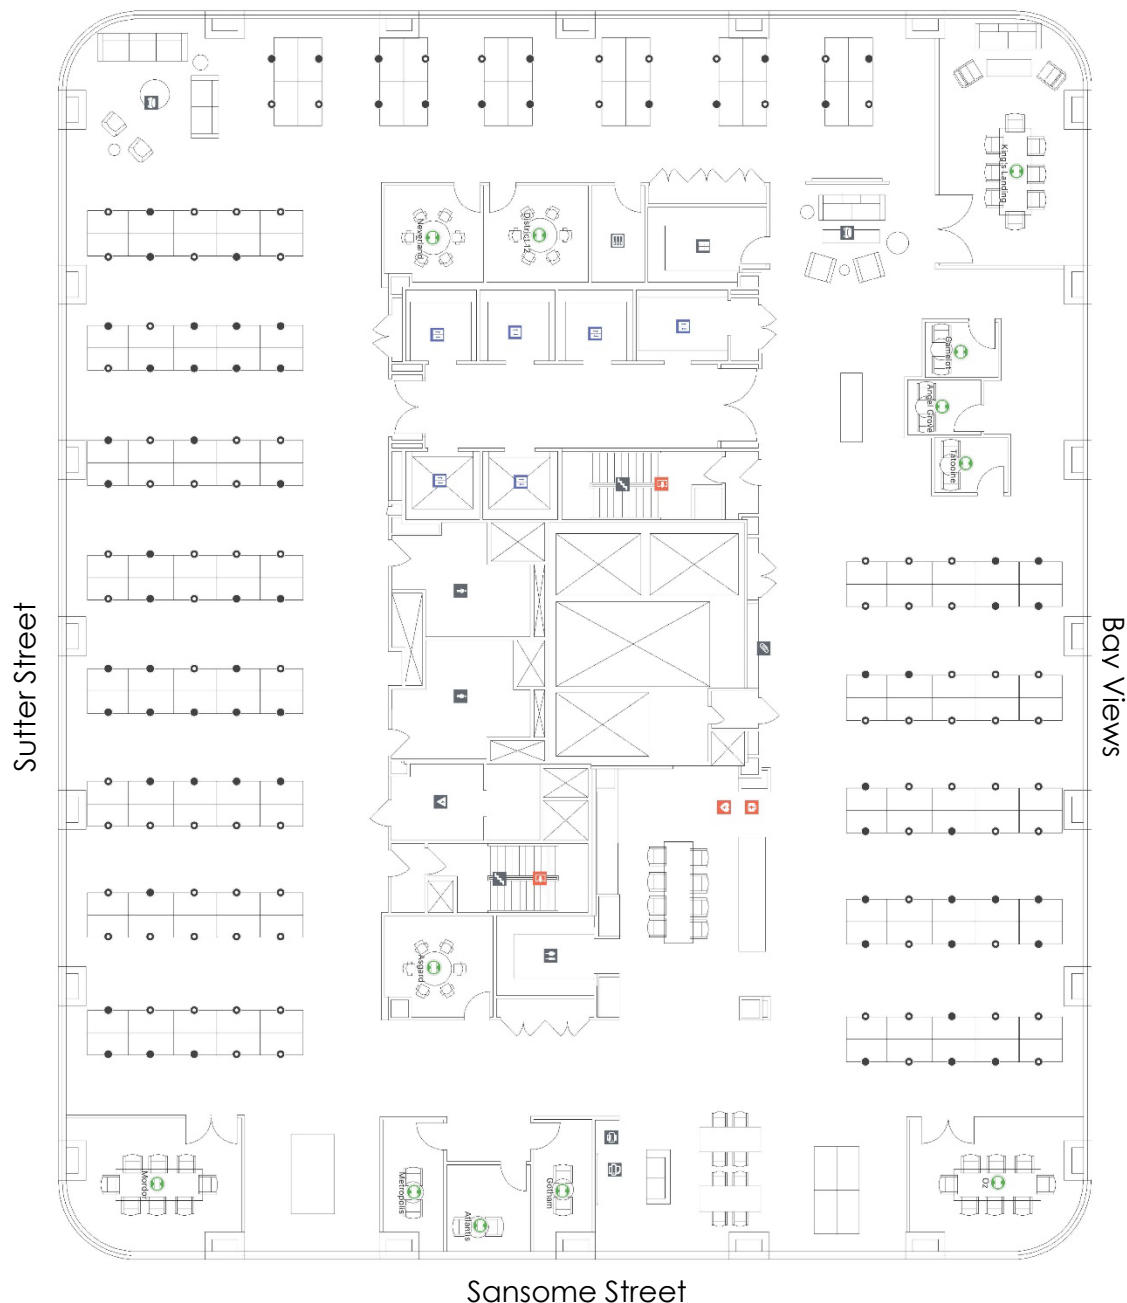 King's Landing
Neverland
District 12
Camelot
Angel Grove
Tatooine
Sutter Street
Bay Views
Asgard
Mordor
Metropolis
Atlantis
Gotham
Oz
Sansome Street